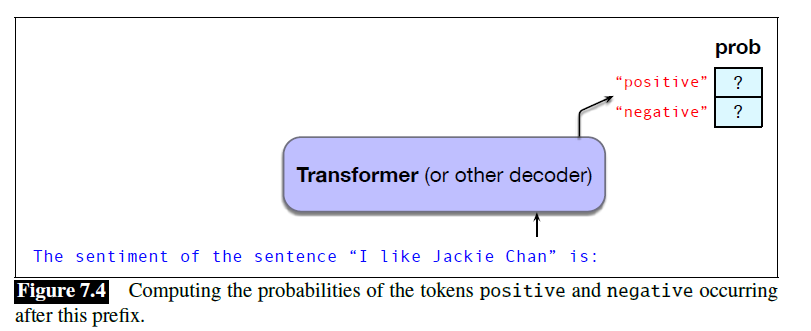 prob
“positive” ?
“negative” ?
Transformer (or other decoder)
The sentiment of the sentence “I like Jackie Chan” is:
Figure 7.4 Computing the probabilities of the tokens positive and negative occurring
after this prefix.